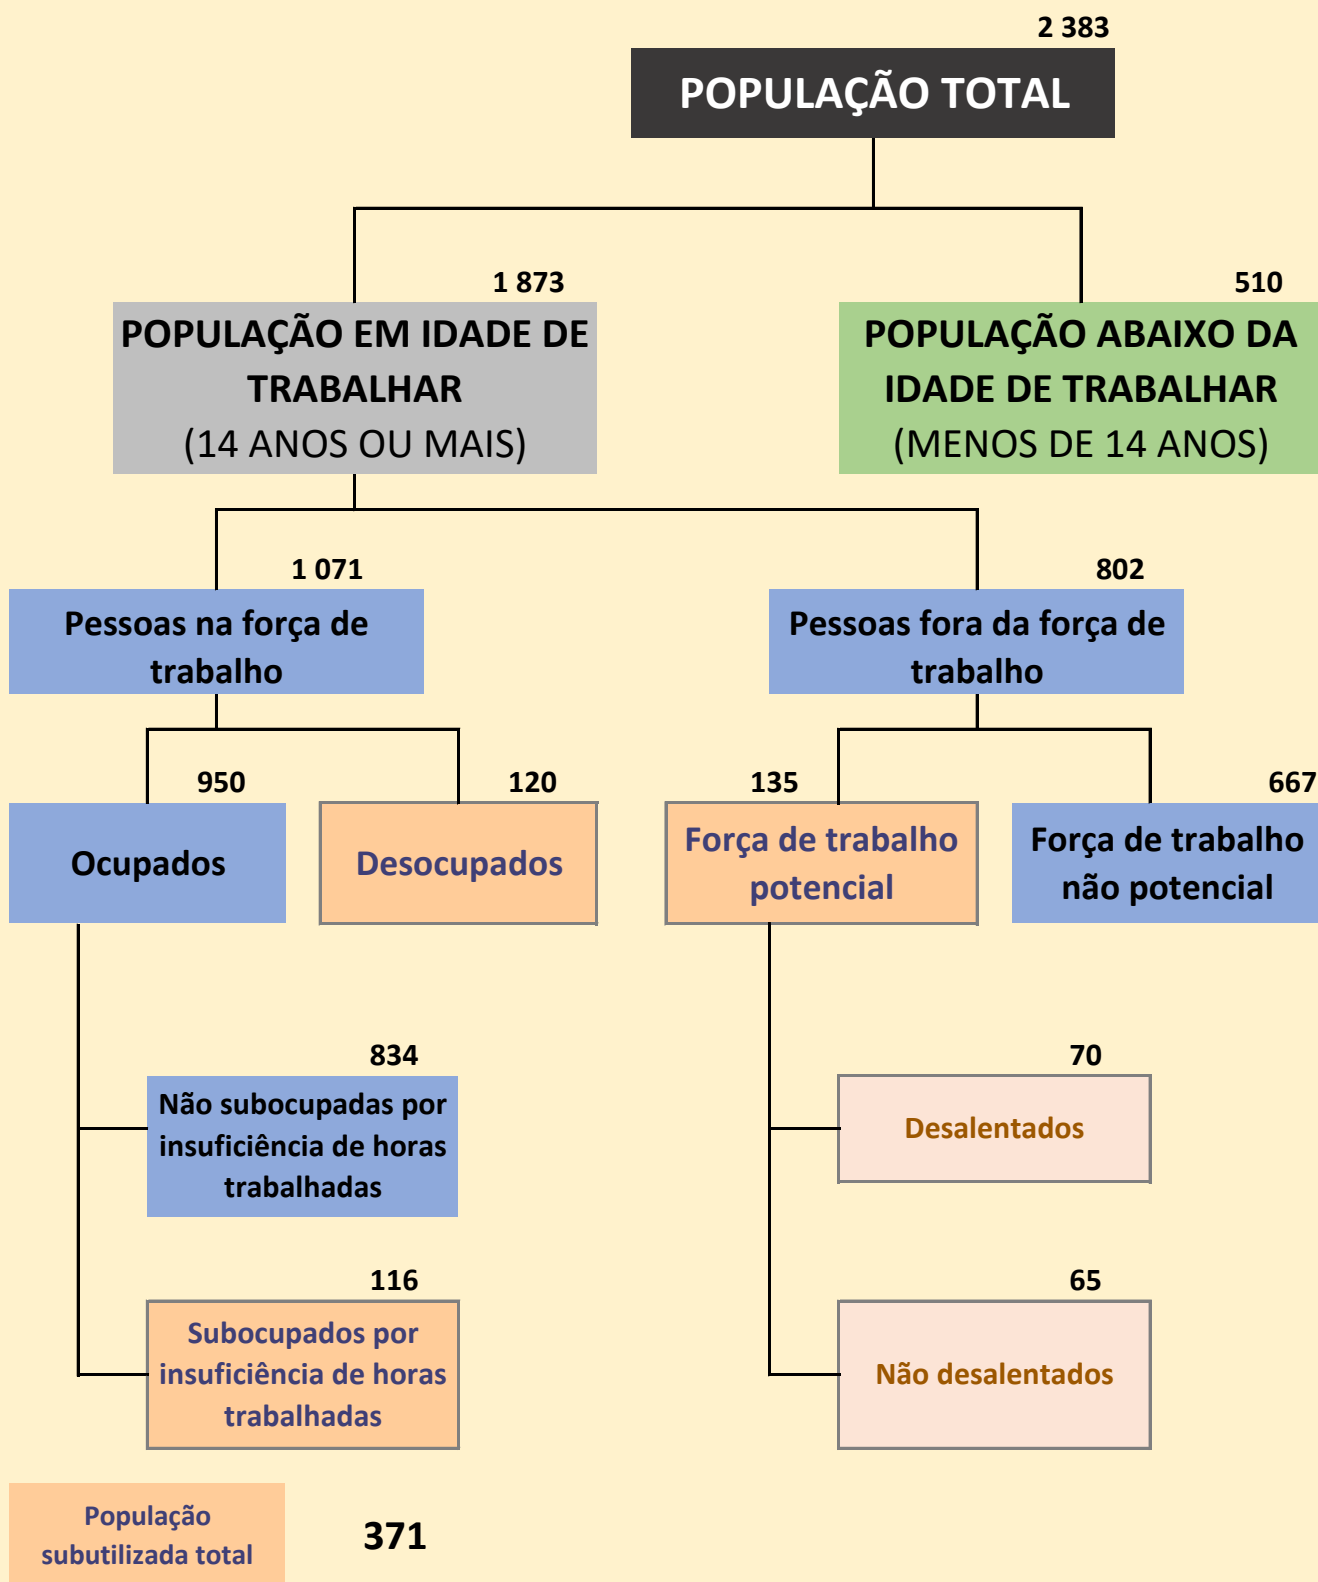 2 383
POPULAÇÃO TOTAL
1 873
POPULAÇÃO EM IDADE DE
TRABALHAR
(14 ANOS OU MAIS)
510
POPULAÇÃO ABAIXO DA
IDADE DE TRABALHAR
(MENOS DE 14 ANOS)
1 071
Pessoas na força de
trabalho
802
Pessoas fora da força de
trabalho
950
Ocupados
120
Desocupados
135
Força de trabalho
potencial
667
Força de trabalho
não potencial
834
Não subocupadas por
insuficiência de horas
trabalhadas
70
Desalentados
116
Subocupados por
insuficiência de horas
trabalhadas
65
Não desalentados
População
subutilizada total
371